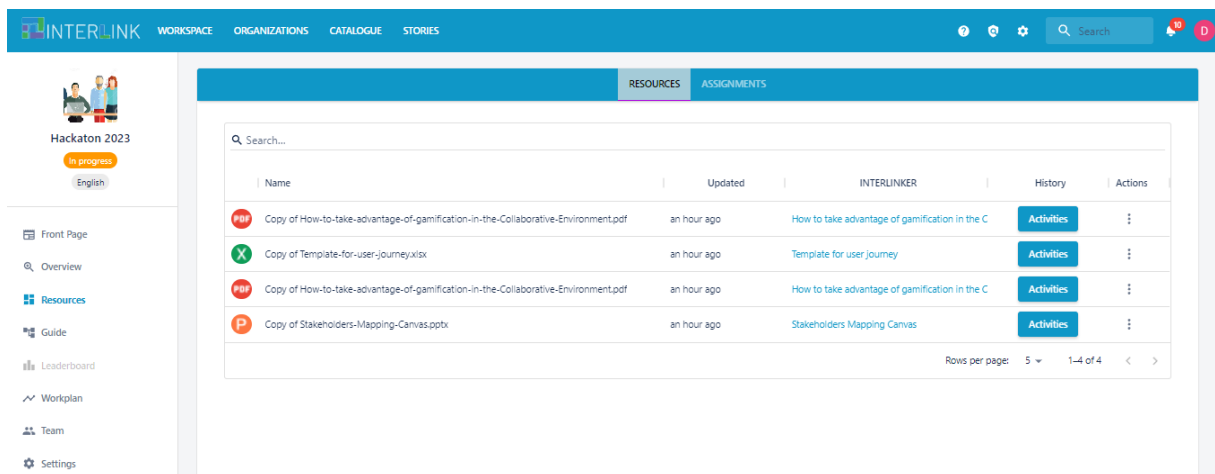 INTERLINK WORKSPACE ORGANIZATIONS CATALOGUE STORIES Search 10 D
RESOURCES ASSIGNMENTS
Hackaton 2023
In progress
English
Search...
Name Updated INTERLINKER History Actions
PDF Copy of How-to-take-advantage-of-gamification-in-the-Collaborative-Environment.pdf an hour ago How to take advantage of gamification in the C Activities
X Copy of Template-for-user-journey.xlsx an hour ago Template for user journey Activities
PDF Copy of How-to-take-advantage-of-gamification-in-the-Collaborative-Environment.pdf an hour ago How to take advantage of gamification in the C Activities
P Copy of Stakeholders-Mapping-Canvas.pptx an hour ago Stakeholders Mapping Canvas Activities
Rows per page: 5 1–4 of 4
Front Page
Overview
Resources
Guide
Leaderboard
Workplan
Team
Settings